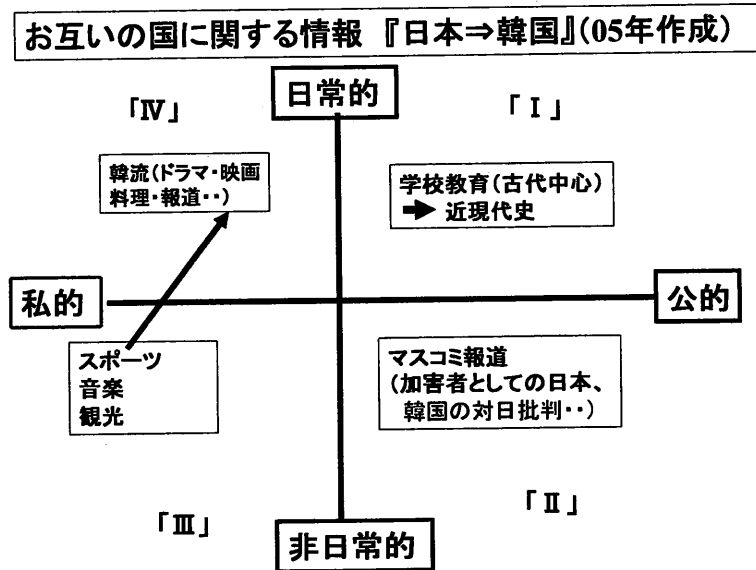 お互いの国に関する情報 『日本⇒韓国』(05年作成)
日常的
「Ⅳ」
「Ⅰ」
韓流(ドラマ・映画
料理・報道・・)
学校教育(古代中心)
➡ 近現代史
私的
公的
スポーツ
音楽
観光
マスコミ報道
(加害者としての日本、
韓国の対日批判・・)
「Ⅲ」
「Ⅱ」
非日常的